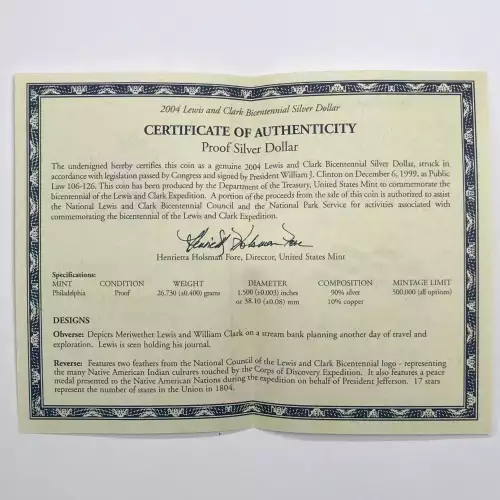 2004 Lewis and Clark Bicentennial Silver Dollar
CERTIFICATE OF AUTHENTICITY
Proof Silver Dollar
The undersigned hereby certifies this coin as a genuine 2004 Lewis and Clark Bicentennial Silver Dollar, struck in
accordance with legislation passed by Congress and signed by President William J. Clinton on December 6, 1999, as Public
Law 106-126. This coin has been produced by the Department of the Treasury, United States Mint to commemorate the
bicentennial of the Lewis and Clark Expedition. A portion of the proceeds from the sale of this coin is authorized to assist
the National Lewis and Clark Bicentennial Council and the National Park Service for activities associated with
commemorating the bicentennial of the Lewis and Clark Expedition.
Henrietta Holsman Fore
Henrietta Holsman Fore, Director, United States Mint
Specifications:
MINT CONDITION WEIGHT DIAMETER COMPOSITION MINTAGE LIMIT
Philadelphia Proof 26.730 (±0.400) grams 1.500 (±0.003) inches 90% silver 500,000 (all options)
or 38.10 (±0.08) mm 10% copper
DESIGNS
Obverse: Depicts Meriwether Lewis and William Clark on a stream bank planning another day of travel and
exploration. Lewis is seen holding his journal.
Reverse: Features two feathers from the National Council of the Lewis and Clark Bicentennial logo - representing
the many Native American Indian cultures touched by the Corps of Discovery Expedition. It also features a peace
medal presented to the Native American Nations during the expedition on behalf of President Jefferson. 17 stars
represent the number of states in the Union in 1804.